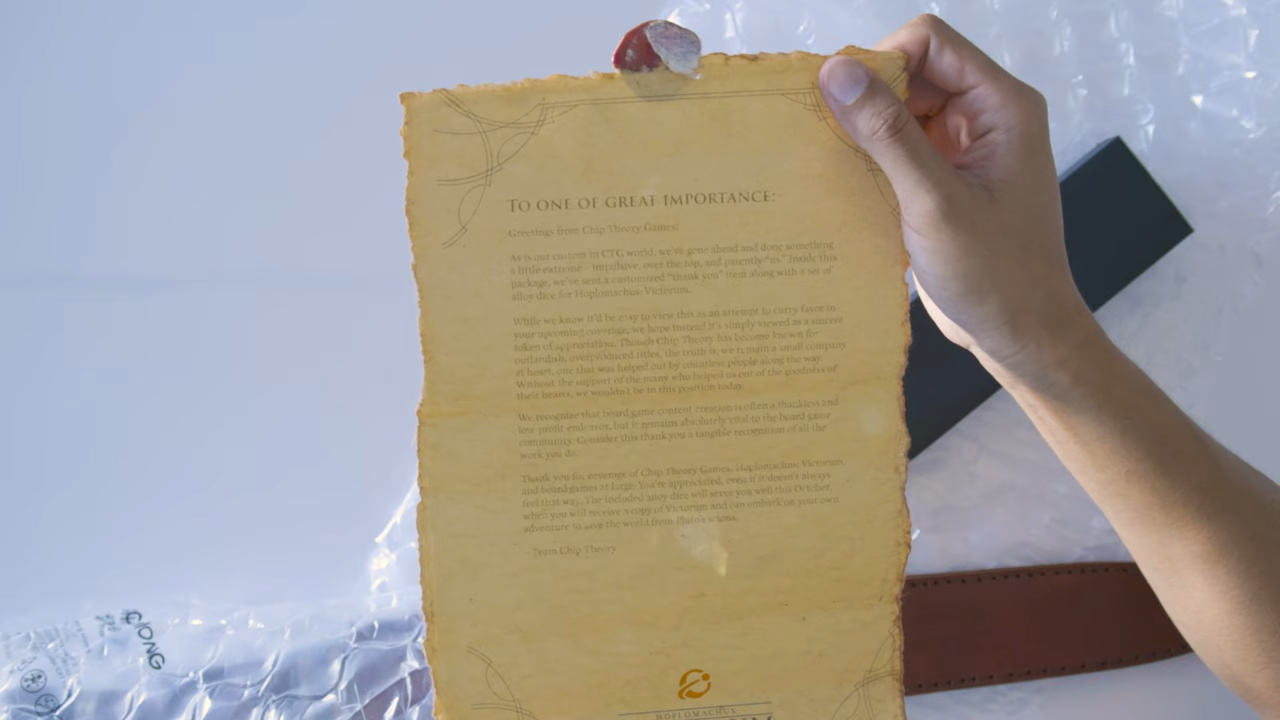 TO ONE OF GREAT IMPORTANCE:
Greetings from Chip Theory Games!
As is our custom in CTG world, we've gone ahead and done something
a little extreme – impulsive, over the top, and patently "us." Inside this
package, we've sent a customized "thank you" item along with a set of
alloy dice for Hoplomachus: Victorum.
While we know it'd be easy to view this as an attempt to curry favor in
your upcoming coverage, we hope instead it's simply viewed as a sincere
token of appreciation. Though Chip Theory has become known for
outlandish, overproduced titles, the truth is, we remain a small company
at heart, one that was helped out by countless people along the way.
Without the support of the many who helped us out of the goodness of
their hearts, we wouldn't be in this position today.
We recognize that board game content creation is often a thankless and
low-profit endeavor, but it remains absolutely vital to the board game
community. Consider this thank you a tangible recognition of all the
work you do.
Thank you for coverage of Chip Theory Games, Hoplomachus: Victorum,
and board games at large. You're appreciated, even if it doesn't always
feel that way. The included alloy dice will serve you well this October,
when you will receive a copy of Victorum and can embark on your own
adventure to save the world from Pluto's scions.
– Team Chip Theory
HOPLOMACHUS